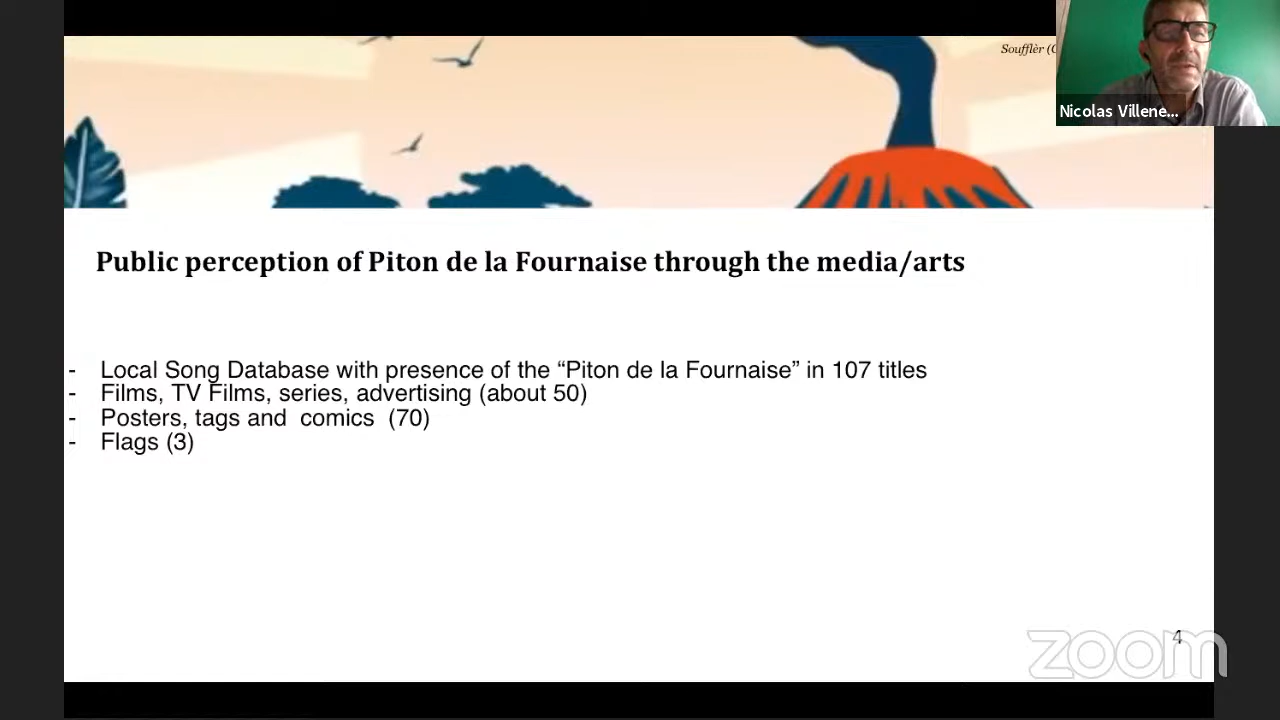 Soufflèr
Nicolas Villene...
Public perception of Piton de la Fournaise through the media/arts
- Local Song Database with presence of the “Piton de la Fournaise” in 107 titles
- Films, TV Films, series, advertising (about 50)
- Posters, tags and comics (70)
- Flags (3)
4
zoom